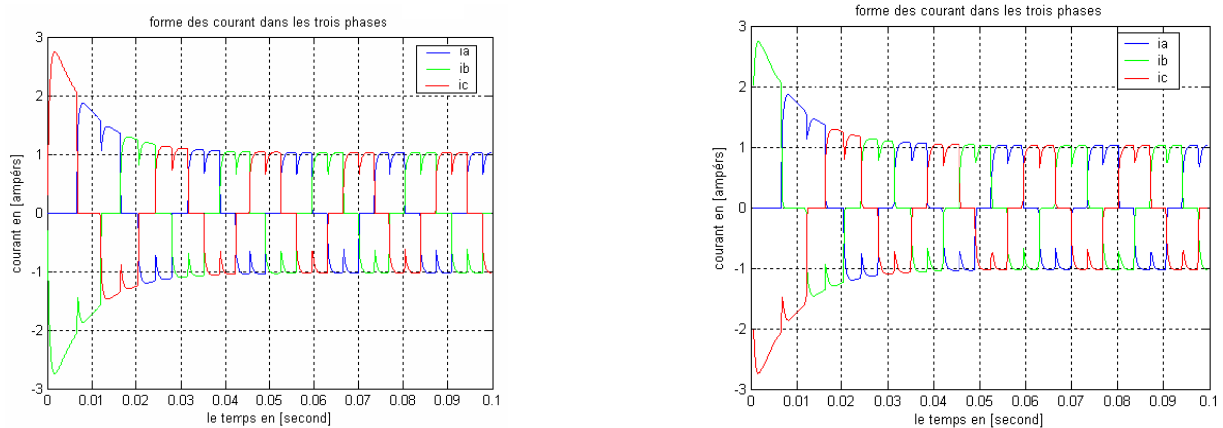 forme des courant dans les trois phases
3
2
1
0
-1
-2
-3
courant en [ampérs]
ia
ib
ic
0 0.01 0.02 0.03 0.04 0.05 0.06 0.07 0.08 0.09 0.1
le temps en [second]
forme des courant dans les trois phases
3
2
1
0
-1
-2
-3
courant en [ampérs]
ia
ib
ic
0 0.01 0.02 0.03 0.04 0.05 0.06 0.07 0.08 0.09 0.1
le temps en [second]